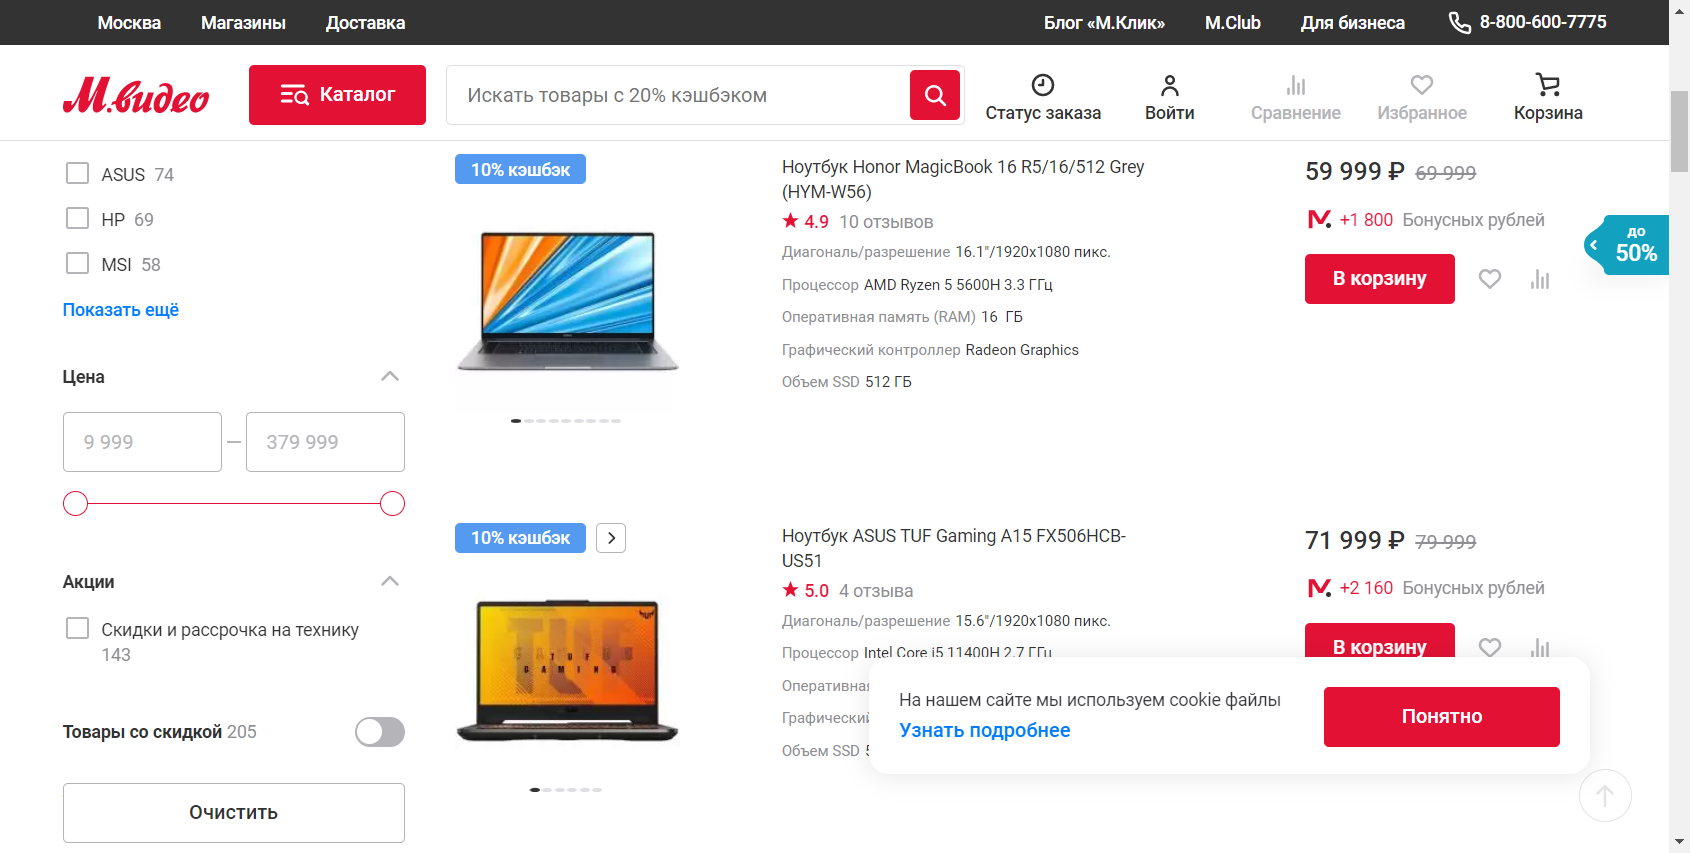 Москва Магазины Доставка Блог «М.Клик» M.Club Для бизнеса 8-800-600-7775
М.видео Каталог Искать товары с 20% кэшбэком Статус заказа Войти Сравнение Избранное Корзина
ASUS 74
HP 69
MSI 58
Показать ещё
Цена
9 999 — 379 999
Акции
Скидки и рассрочка на технику
143
Товары со скидкой 205
Очистить
10% кэшбэк
Ноутбук Honor MagicBook 16 R5/16/512 Grey
(HYM-W56)
4.9 10 отзывов
Диагональ/разрешение 16.1"/1920x1080 пикс.
Процессор AMD Ryzen 5 5600H 3.3 ГГц
Оперативная память (RAM) 16 ГБ
Графический контроллер Radeon Graphics
Объем SSD 512 ГБ
59 999 ₽ 69 999
+1 800 Бонусных рублей
В корзину
до
50%
10% кэшбэк
TUF
GAMING
TUF
GAMING
Ноутбук ASUS TUF Gaming A15 FX506HCB-
US51
5.0 4 отзыва
Диагональ/разрешение 15.6"/1920x1080 пикс.
Процессор Intel Core i5 11400H 2.7 ГГц
Оперативна
Графически
Объем SSD
71 999 ₽ 79 999
+2 160 Бонусных рублей
В корзину
На нашем сайте мы используем cookie файлы
Узнать подробнее
Понятно